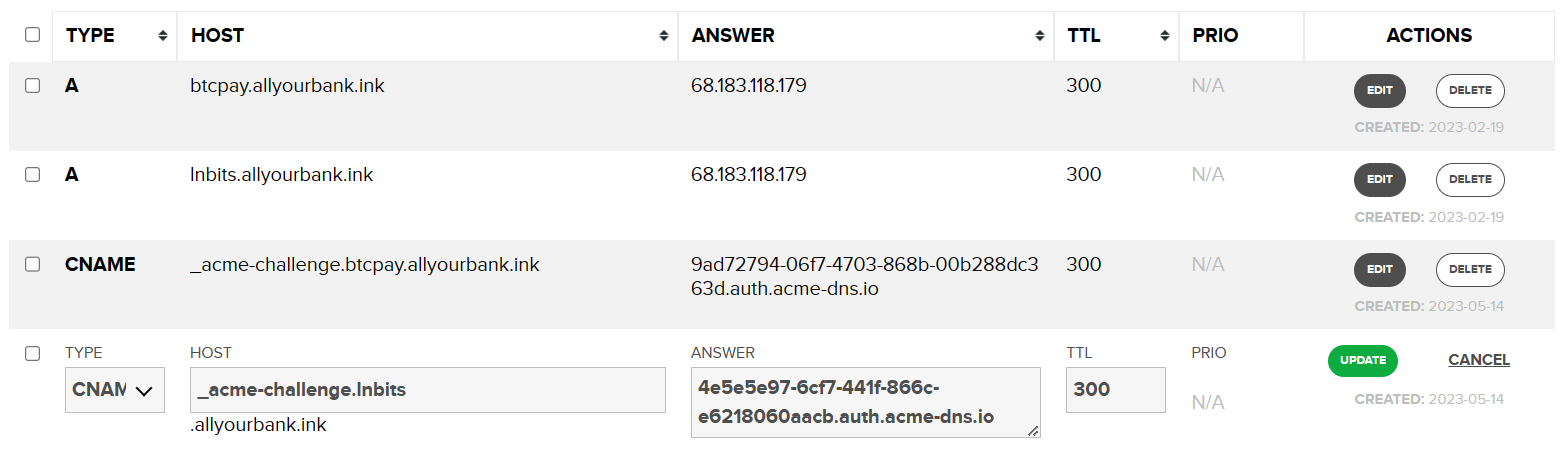 TYPE HOST ANSWER TTL PRIO ACTIONS
A btcpay.allyourbank.ink 68.183.118.179 300 N/A EDIT DELETE
CREATED: 2023-02-19
A lnbits.allyourbank.ink 68.183.118.179 300 N/A EDIT DELETE
CREATED: 2023-02-19
CNAME _acme-challenge.btcpay.allyourbank.ink 9ad72794-06f7-4703-868b-00b288dc3 300 N/A EDIT DELETE
63d.auth.acme-dns.io
CREATED: 2023-05-14
TYPE HOST ANSWER TTL PRIO UPDATE CANCEL
CNAM _acme-challenge.lnbits 4e5e5e97-6cf7-441f-866c- 300 N/A CREATED: 2023-05-14
e6218060aacb.auth.acme-dns.io
.allyourbank.ink